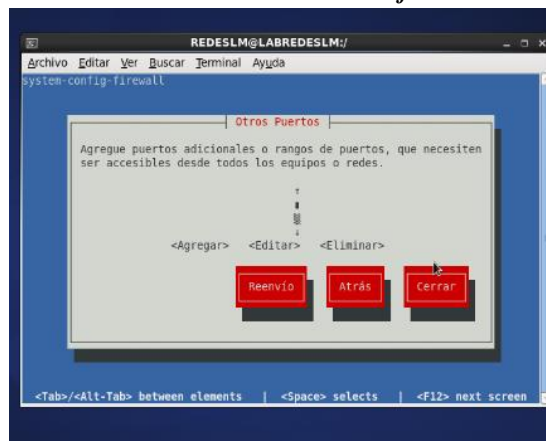 REDESLM@LABREDESLM:/
Archivo Editar Ver Buscar Terminal Ayuda
system-config-firewall
Otros Puertos
Agregue puertos adicionales o rangos de puertos, que necesiten
ser accesibles desde todos los equipos o redes.
<Agregar> <Editar> <Eliminar>
Reenvío Atrás Cerrar
<Tab>/<Alt-Tab> between elements | <Space> selects | <F12> next screen